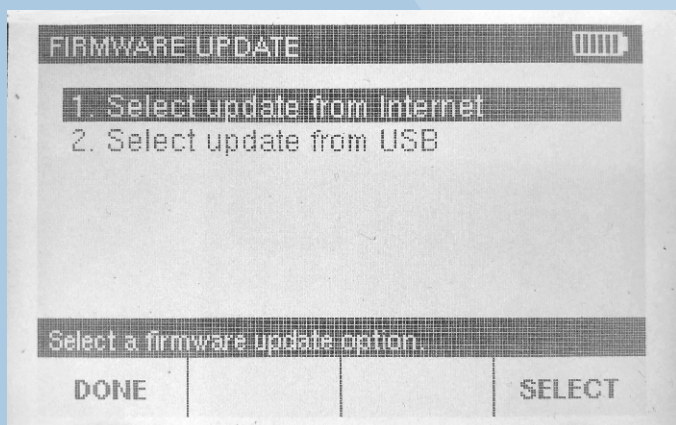 FIRMWARE UPDATE
1. Select update from Internet
2. Select update from USB
Select a firmware update option.
DONE SELECT